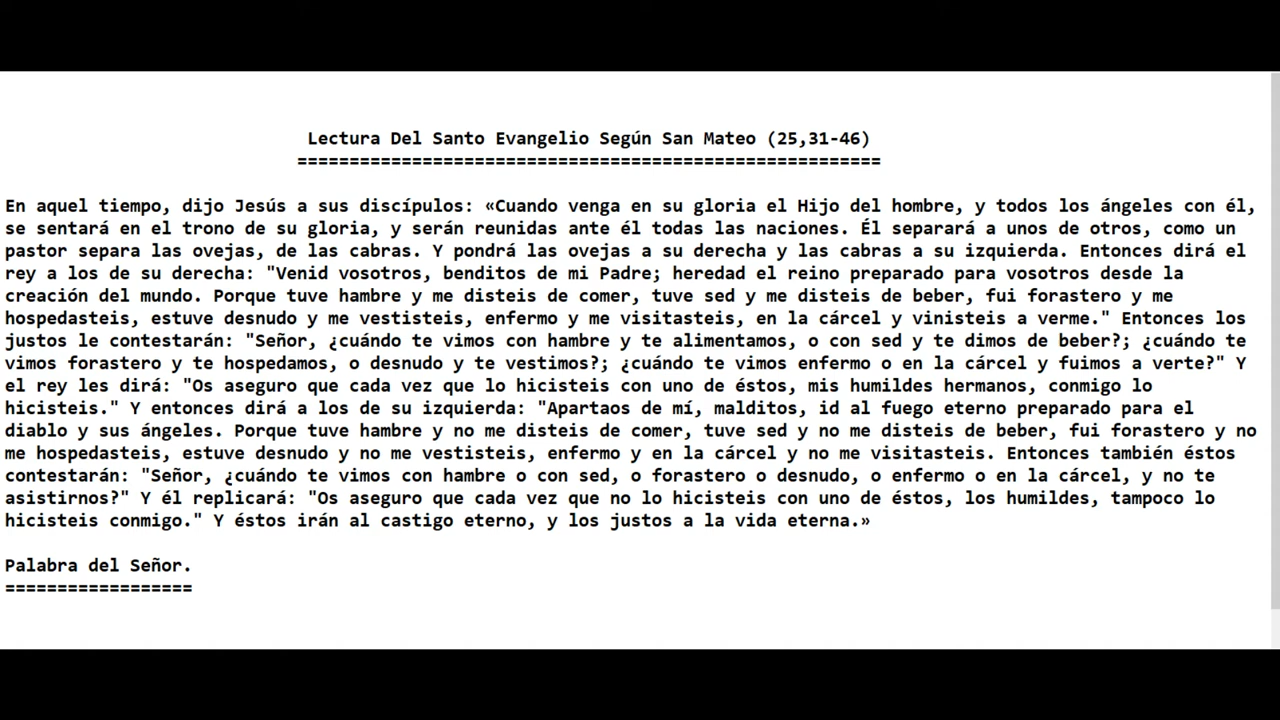 Lectura Del Santo Evangelio Según San Mateo (25,31-46)
========================================================
En aquel tiempo, dijo Jesús a sus discípulos: «Cuando venga en su gloria el Hijo del hombre, y todos los ángeles con él,
se sentará en el trono de su gloria, y serán reunidas ante él todas las naciones. Él separará a unos de otros, como un
pastor separa las ovejas, de las cabras. Y pondrá las ovejas a su derecha y las cabras a su izquierda. Entonces dirá el
rey a los de su derecha: "Venid vosotros, benditos de mi Padre; heredad el reino preparado para vosotros desde la
creación del mundo. Porque tuve hambre y me disteis de comer, tuve sed y me disteis de beber, fui forastero y me
hospedasteis, estuve desnudo y me vestisteis, enfermo y me visitasteis, en la cárcel y vinisteis a verme." Entonces los
justos le contestarán: "Señor, ¿cuándo te vimos con hambre y te alimentamos, o con sed y te dimos de beber?; ¿cuándo te
vimos forastero y te hospedamos, o desnudo y te vestimos?; ¿cuándo te vimos enfermo o en la cárcel y fuimos a verte?" Y
el rey les dirá: "Os aseguro que cada vez que lo hicisteis con uno de éstos, mis humildes hermanos, conmigo lo
hicisteis." Y entonces dirá a los de su izquierda: "Apartaos de mí, malditos, id al fuego eterno preparado para el
diablo y sus ángeles. Porque tuve hambre y no me disteis de comer, tuve sed y no me disteis de beber, fui forastero y no
me hospedasteis, estuve desnudo y no me vestisteis, enfermo y en la cárcel y no me visitasteis. Entonces también éstos
contestarán: "Señor, ¿cuándo te vimos con hambre o con sed, o forastero o desnudo, o enfermo o en la cárcel, y no te
asistirnos?" Y él replicará: "Os aseguro que cada vez que no lo hicisteis con uno de éstos, los humildes, tampoco lo
hicisteis conmigo." Y éstos irán al castigo eterno, y los justos a la vida eterna.»
Palabra del Señor.
==================